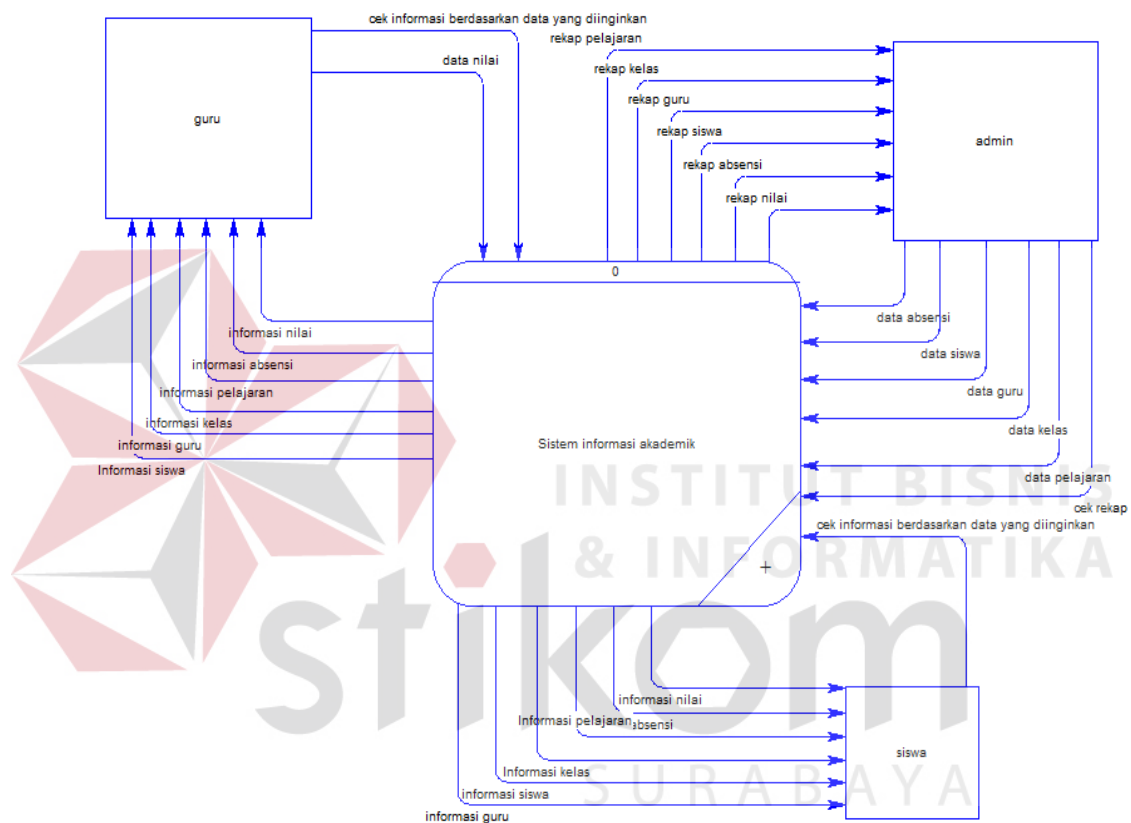 cek informasi berdasarkan data yang diinginkan
data nilai
guru
rekap pelajaran
rekap kelas
rekap guru
rekap siswa
rekap absensi
rekap nilai
admin
0
informasi nilai
informasi absensi
informasi pelajaran
informasi kelas
informasi guru
Informasi siswa
Sistem informasi akademik
data absensi
data siswa
data guru
data kelas
data pelajaran
cek rekap
cek informasi berdasarkan data yang diinginkan
+
informasi nilai
Informasi pelajaran
absensi
Informasi kelas
informasi siswa
informasi guru
siswa
INSTITUT BISNIS
& INFORMATIKA
stikom
SURABAYA